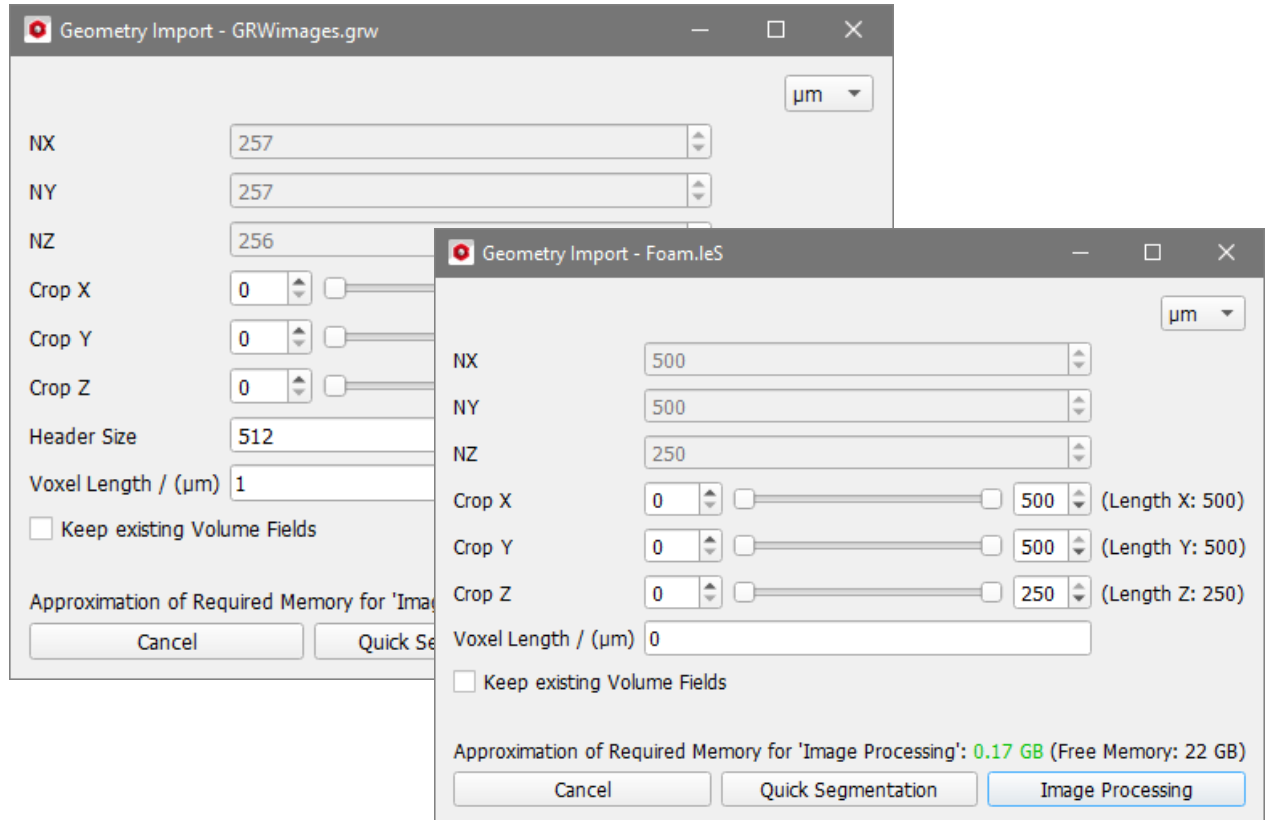 Geometry Import - GRWimages.grw
µm
NX 257
NY 257
NZ 256
Crop X 0
Crop Y 0
Crop Z 0
Header Size 512
Voxel Length / (µm) 1
Keep existing Volume Fields
Approximation of Required Memory for 'Ima
Cancel Quick Se
Geometry Import - Foam.leS
µm
NX 500
NY 500
NZ 250
Crop X 0 500 (Length X: 500)
Crop Y 0 500 (Length Y: 500)
Crop Z 0 250 (Length Z: 250)
Voxel Length / (µm) 0
Keep existing Volume Fields
Approximation of Required Memory for 'Image Processing': 0.17 GB (Free Memory: 22 GB)
Cancel Quick Segmentation Image Processing